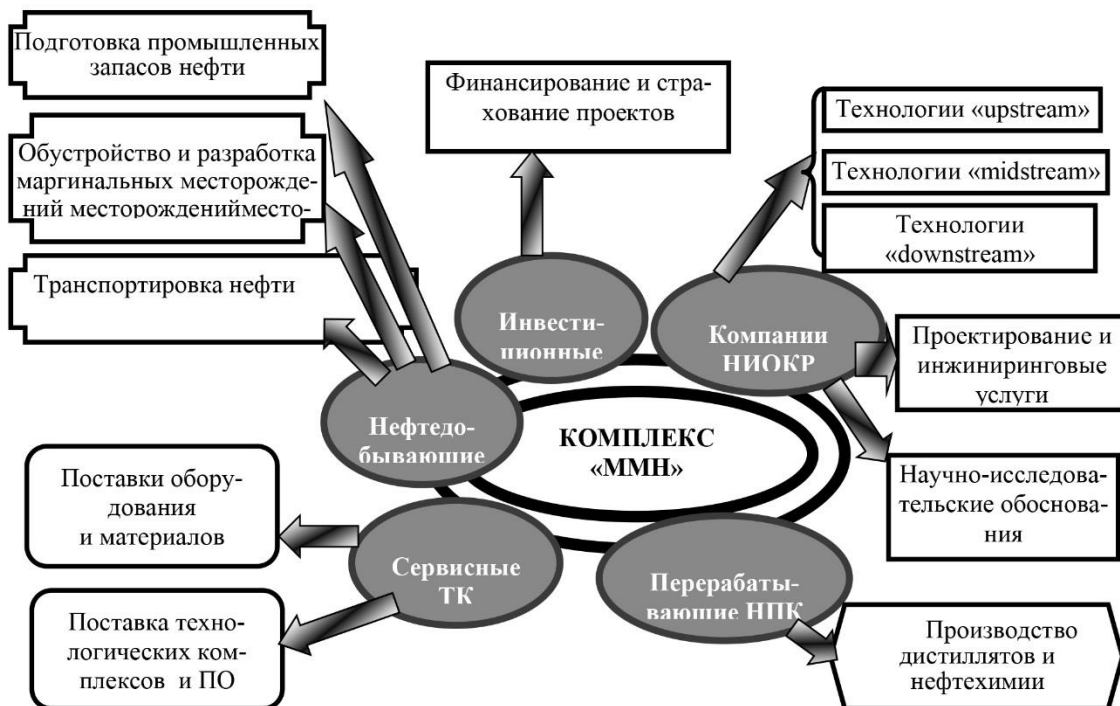 Подготовка промышленных
запасов нефти
Финансирование и стра-
хование проектов
Технологии «upstream»
Обустройство и разработка
маргинальных месторожде-
ний месторожденийместо-
Технологии «midstream»
Технологии
«downstream»
Транспортировка нефти
Инвести-
ционные
Компании
НИОКР
Проектирование и
инжиниринговые
услуги
Нефтедо-
бывающие
КОМПЛЕКС
«ММН»
Поставки обору-
дования
и материалов
Научно-исследова-
тельские обоснова-
ния
Сервисные
ТК
Перерабаты-
вающие НПК
Поставка техно-
логических ком-
плексов и ПО
Производство
дистиллятов и
нефтехимии